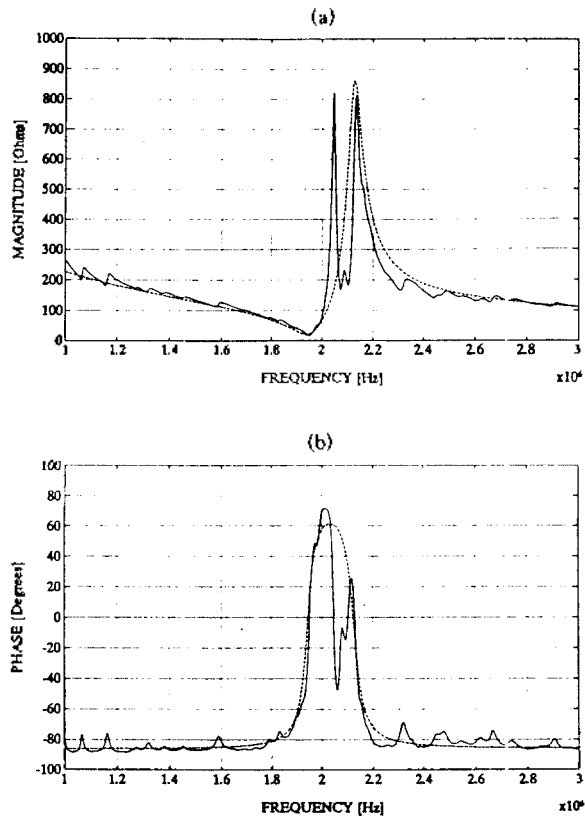 (a)
1000
900
800
700
600
500
400
300
200
100
0
MAGNITUDE [Ohms]
1 1.2 1.4 1.6 1.8 2 2.2 2.4 2.6 2.8 3
FREQUENCY [Hz]
x10⁶
(b)
100
80
60
40
20
0
-20
-40
-60
-80
-100
PHASE [Degrees]
1 1.2 1.4 1.6 1.8 2 2.2 2.4 2.6 2.8 3
FREQUENCY [Hz]
x10⁶